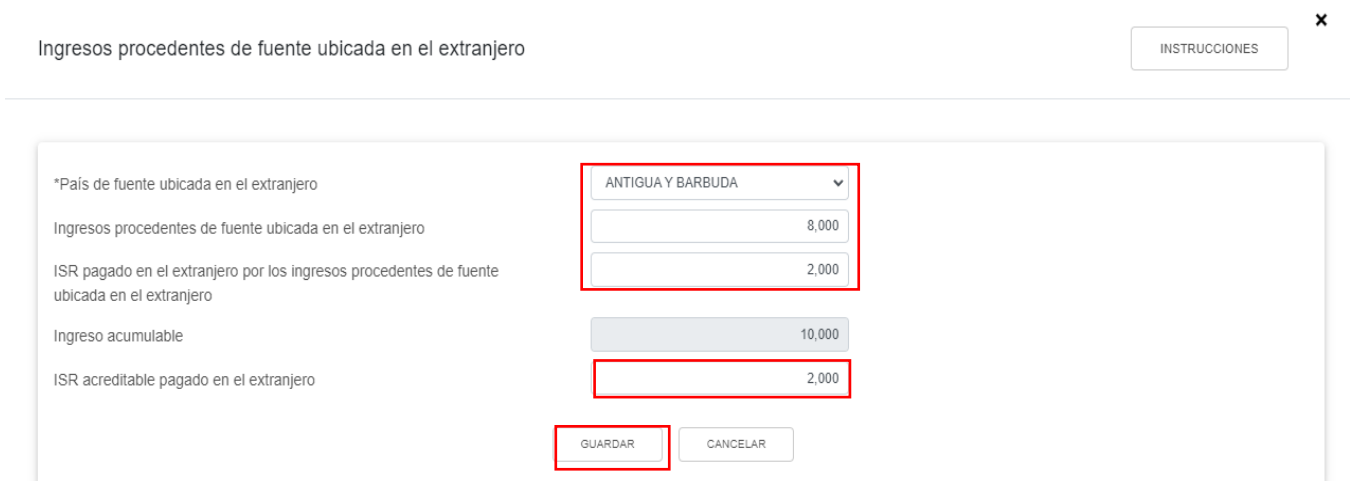 Ingresos procedentes de fuente ubicada en el extranjero
INSTRUCCIONES
*País de fuente ubicada en el extranjero
ANTIGUA Y BARBUDA
Ingresos procedentes de fuente ubicada en el extranjero
8,000
ISR pagado en el extranjero por los ingresos procedentes de fuente
ubicada en el extranjero
2,000
Ingreso acumulable
10,000
ISR acreditable pagado en el extranjero
2,000
GUARDAR
CANCELAR